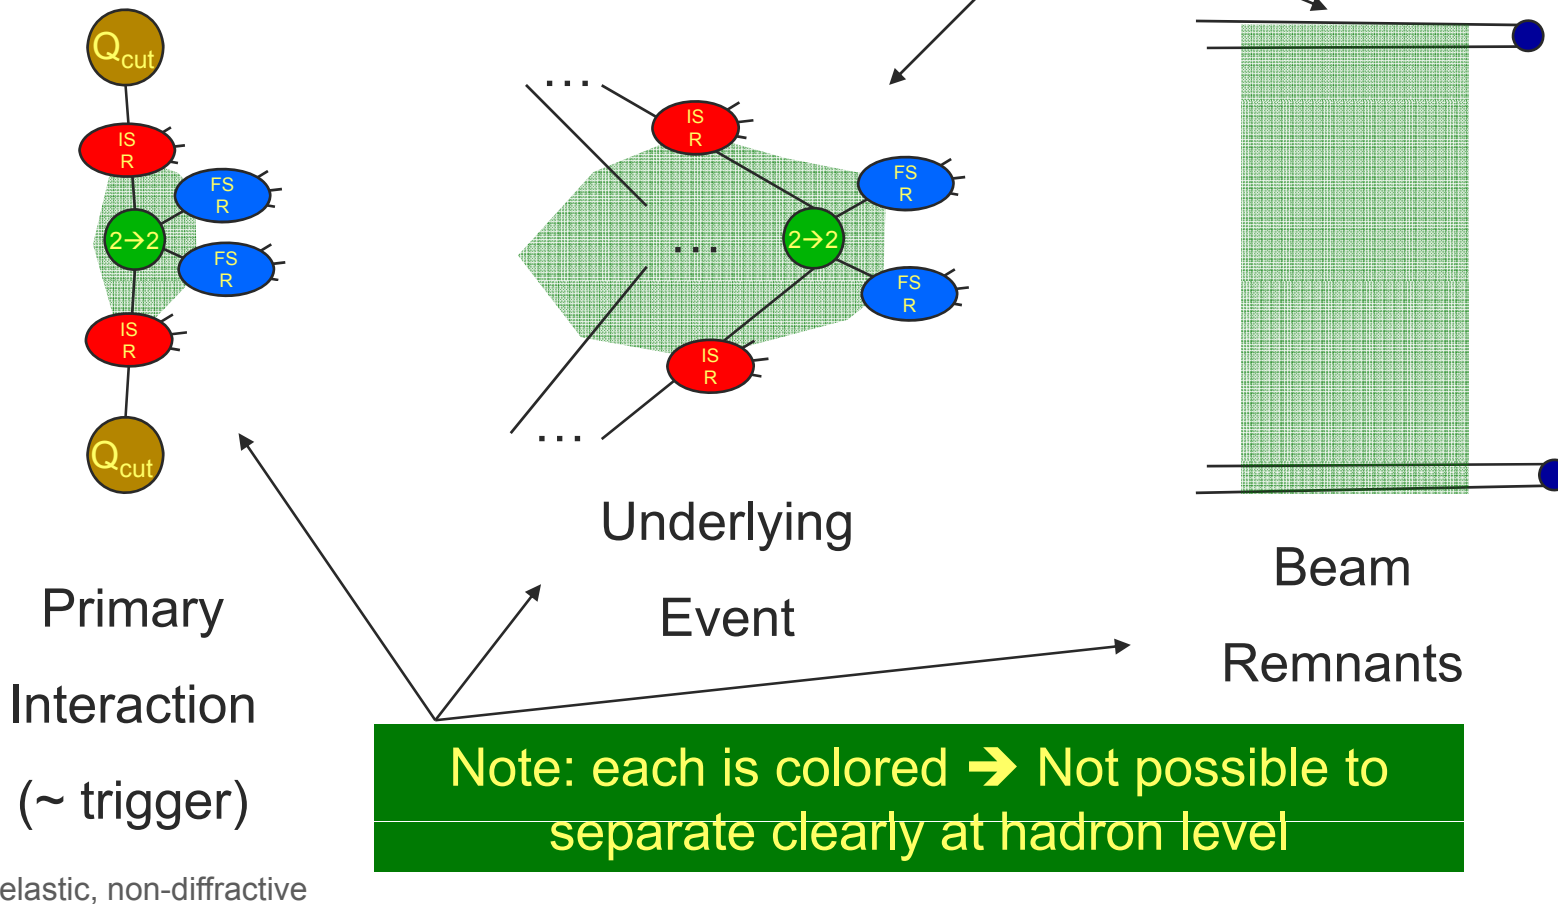 Qcut
IS
R
FS
R
2→2
FS
R
IS
R
Qcut
...
IS
R
FS
R
...
2→2
FS
R
IS
R
...
Primary
Interaction
(~ trigger)
Underlying
Event
Beam
Remnants
Note: each is colored ➔ Not possible to
separate clearly at hadron level
elastic, non-diffractive